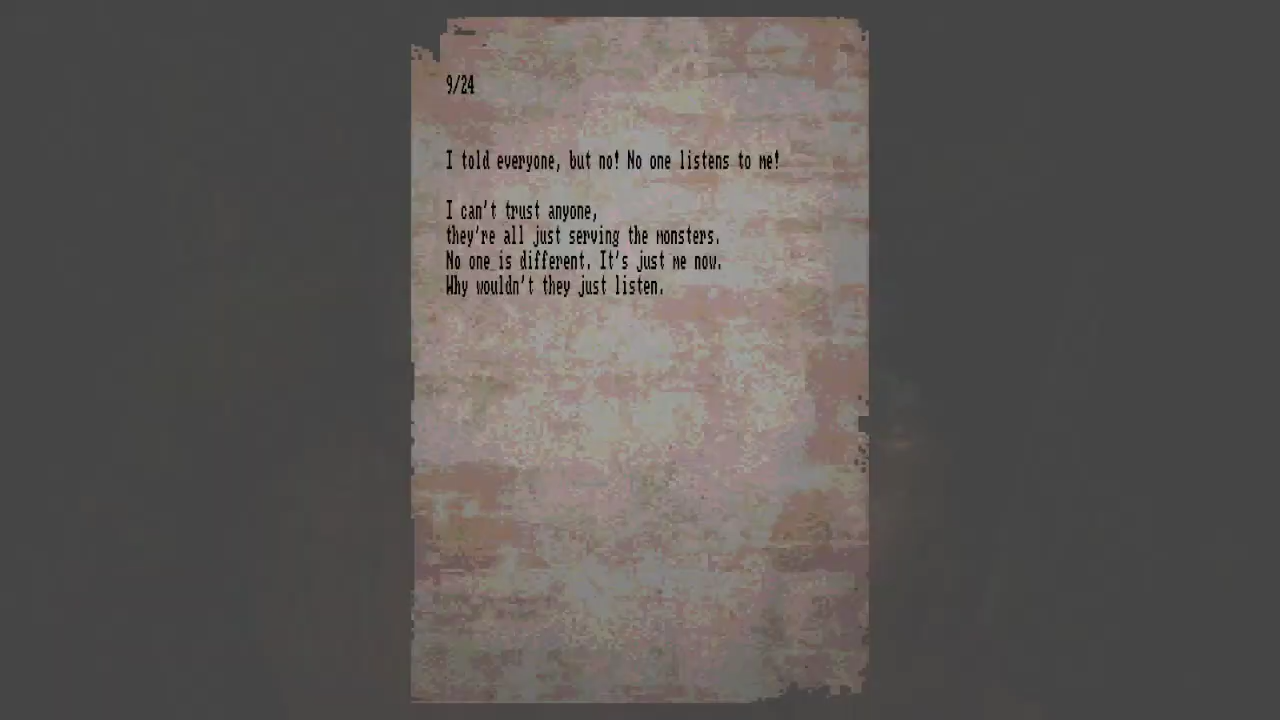 9/24
I told everyone, but no! No one listens to me!
I can't trust anyone,
they're all just serving the monsters.
No one is different. It's just me now.
Why wouldn't they just listen.